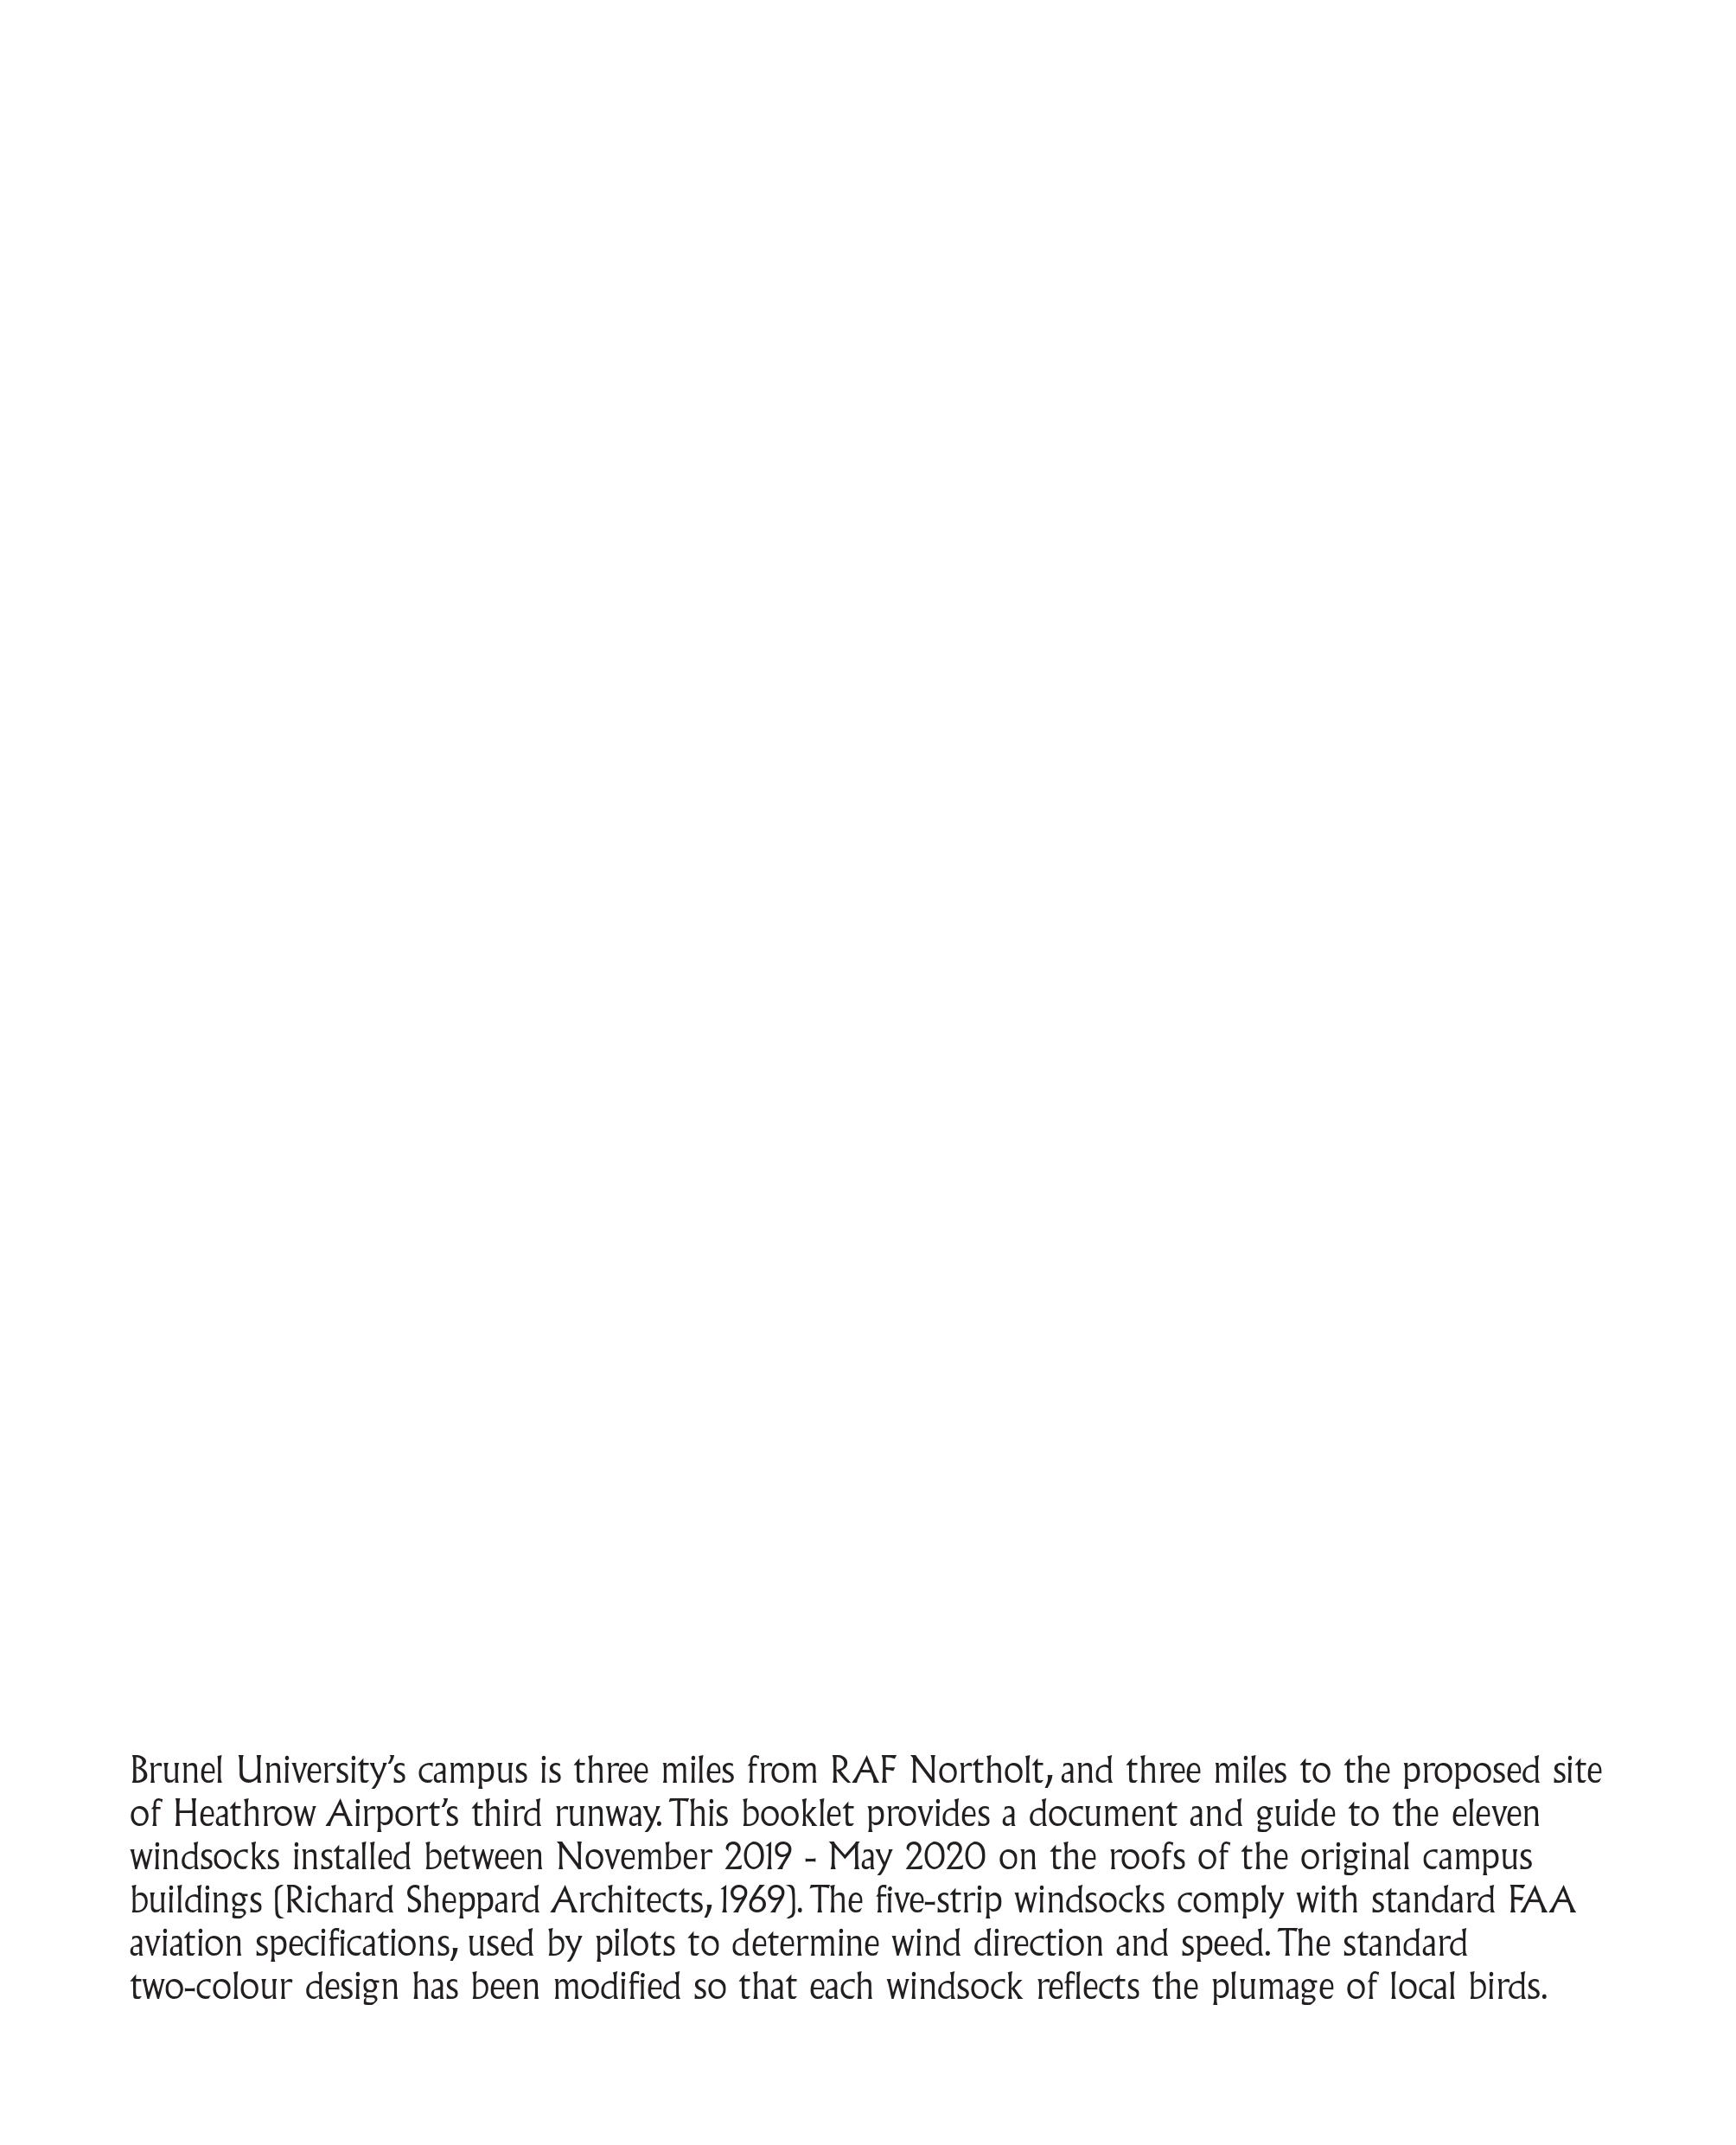 Brunel University’s campus is three miles from RAF Northolt, and three miles to the proposed site
of Heathrow Airport’s third runway. This booklet provides a document and guide to the eleven
windsocks installed between November 2019 - May 2020 on the roofs of the original campus
buildings (Richard Sheppard Architects, 1969). The five-strip windsocks comply with standard FAA
aviation specifications, used by pilots to determine wind direction and speed. The standard
two-colour design has been modified so that each windsock reflects the plumage of local birds.